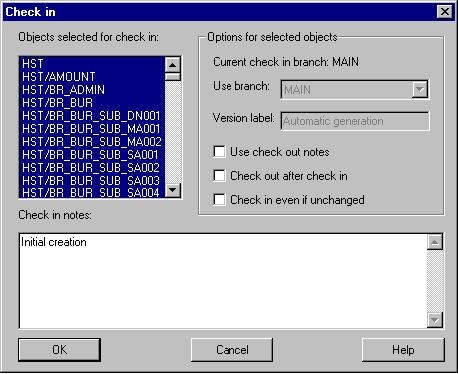 Check in
Objects selected for check in:
HST
HST/AMOUNT
HST/BR_ADMIN
HST/BR_BUR
HST/BR_BUR_SUB_DN001
HST/BR_BUR_SUB_MA001
HST/BR_BUR_SUB_MA002
HST/BR_BUR_SUB_SA001
HST/BR_BUR_SUB_SA002
HST/BR_BUR_SUB_SA003
HST/BR_BUR_SUB_SA004
Options for selected objects
Current check in branch: MAIN
Use branch: MAIN
Version label: Automatic generation
Use check out notes
Check out after check in
Check in even if unchanged
Check in notes:
Initial creation
OK Cancel Help